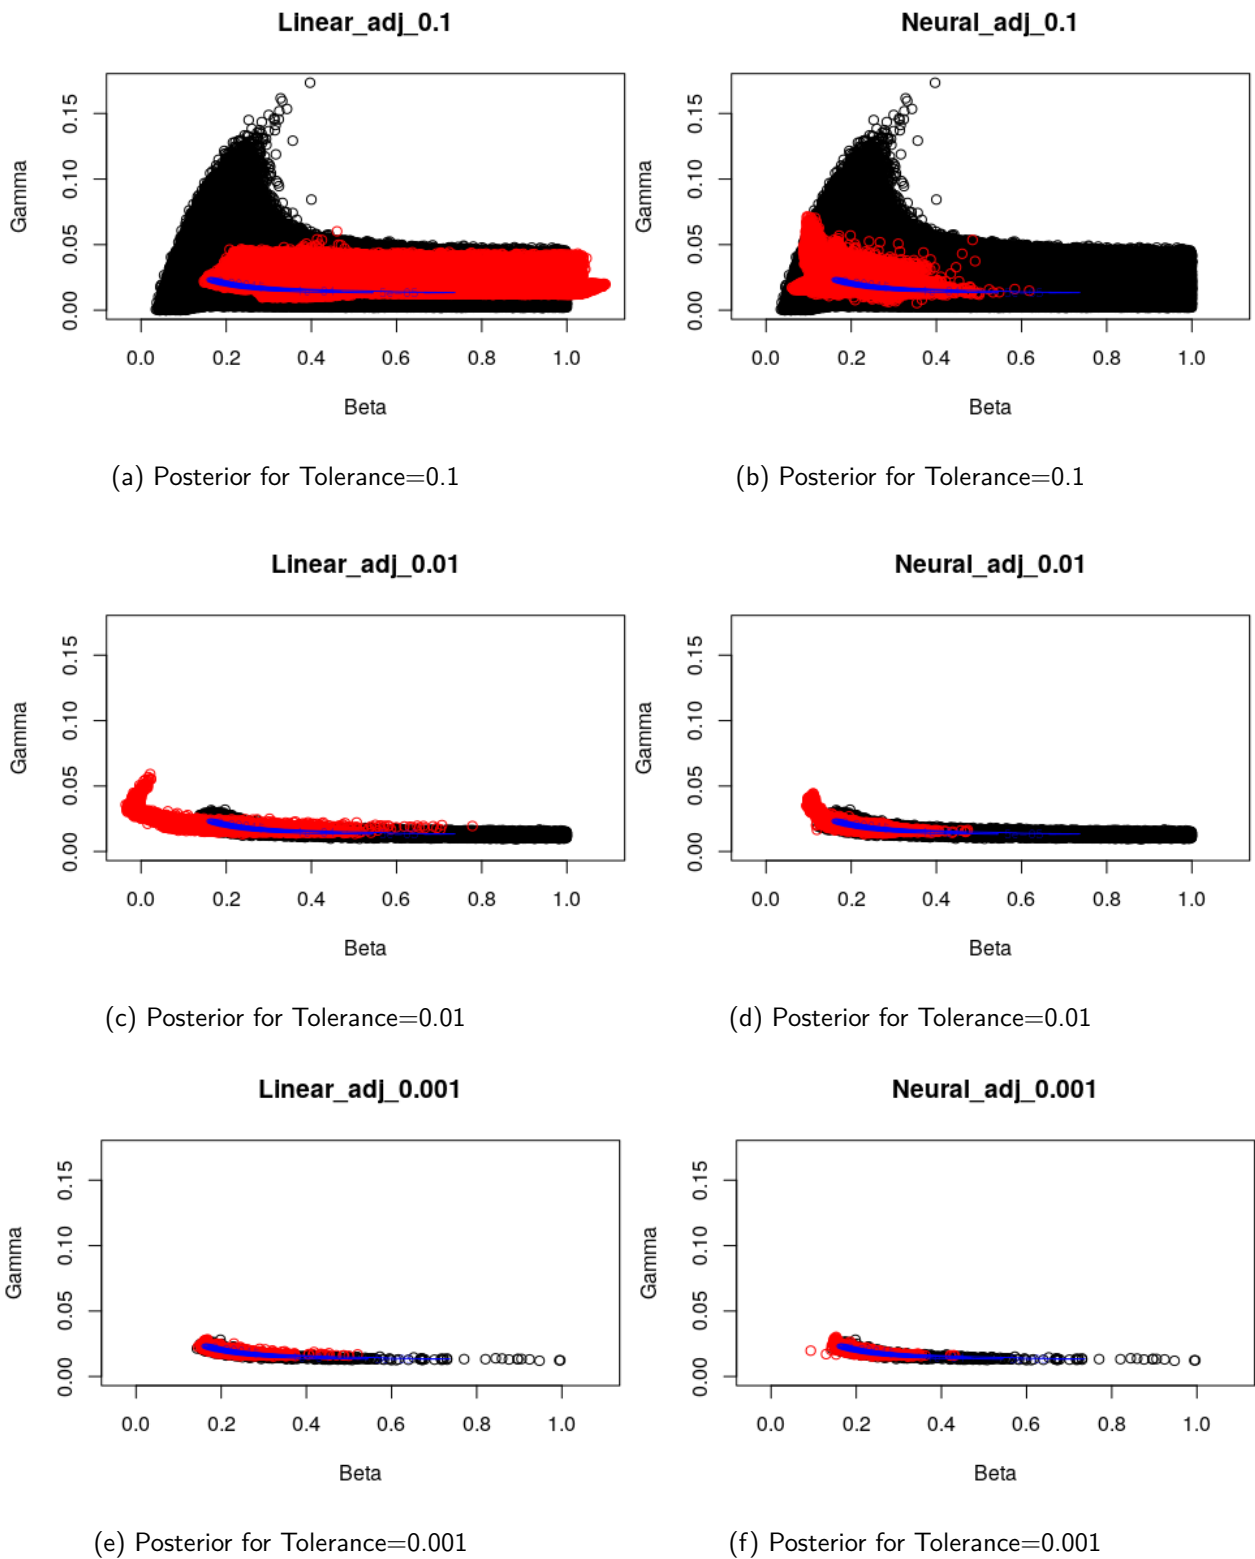 Linear_adj_0.1
Neural_adj_0.1
Gamma
0.00 0.05 0.10 0.15
0.0 0.2 0.4 0.6 0.8 1.0
Beta
Gamma
0.00 0.05 0.10 0.15
0.0 0.2 0.4 0.6 0.8 1.0
Beta
(a) Posterior for Tolerance=0.1
(b) Posterior for Tolerance=0.1
Linear_adj_0.01
Neural_adj_0.01
Gamma
0.00 0.05 0.10 0.15
0.0 0.2 0.4 0.6 0.8 1.0
Beta
Gamma
0.00 0.05 0.10 0.15
0.0 0.2 0.4 0.6 0.8 1.0
Beta
(c) Posterior for Tolerance=0.01
(d) Posterior for Tolerance=0.01
Linear_adj_0.001
Neural_adj_0.001
Gamma
0.00 0.05 0.10 0.15
0.0 0.2 0.4 0.6 0.8 1.0
Beta
Gamma
0.00 0.05 0.10 0.15
0.0 0.2 0.4 0.6 0.8 1.0
Beta
(e) Posterior for Tolerance=0.001
(f) Posterior for Tolerance=0.001